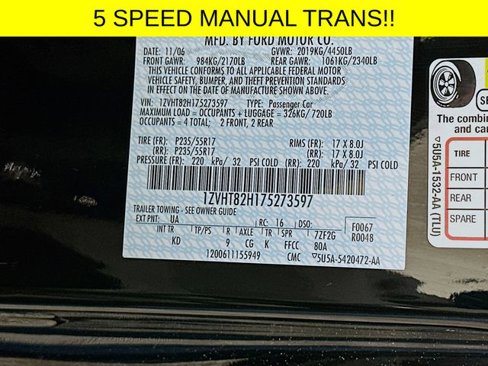 5 SPEED MANUAL TRANS!!
MFD. BY FORD MOTOR CO.
DATE: 11/06 GVWR: 2019KG/4450LB
FRONT GAWR: 984KG/2170LB REAR GAWR: 1061KG/2340LB
THIS VEHICLE CONFORMS TO ALL APPLICABLE FEDERAL MOTOR
VEHICLE SAFETY, BUMPER, AND THEFT PREVENTION STANDARDS
IN EFFECT ON THE DATE OF MANUFACTURE SHOWN ABOVE.
VIN: 1ZVHT82H175273597 TYPE: Passenger Car
MAXIMUM LOAD = OCCUPANTS + LUGGAGE = 326KG/ 720LB
OCCUPANTS = 4 TOTAL; 2 FRONT, 2 REAR
TIRE (FR): P235/55R17 RIMS (FR): 17 X 8.0J
(RR): P235/55R17 (RR): 17 X 8.0J
PRESSURE (FR): 220 kPA/ 32 PSI COLD (RR) 220 kPA/ 32 PSI COLD
1ZVHT82H175273597
TRAILER TOWING - SEE OWNER GUIDE
EXT PNT: UA RC: 16 DSO: F0067
R0048
INT TR TP/PS R AXLE TR SPR
KD 9 CG K FFCC 80A 7ZF2G
1200611155949 CMC ▽5U5A-5420472-AA
The combin
and ca
TIRE
FRONT
REAR
SPARE
▽5U5A-1532-AA (TLU)